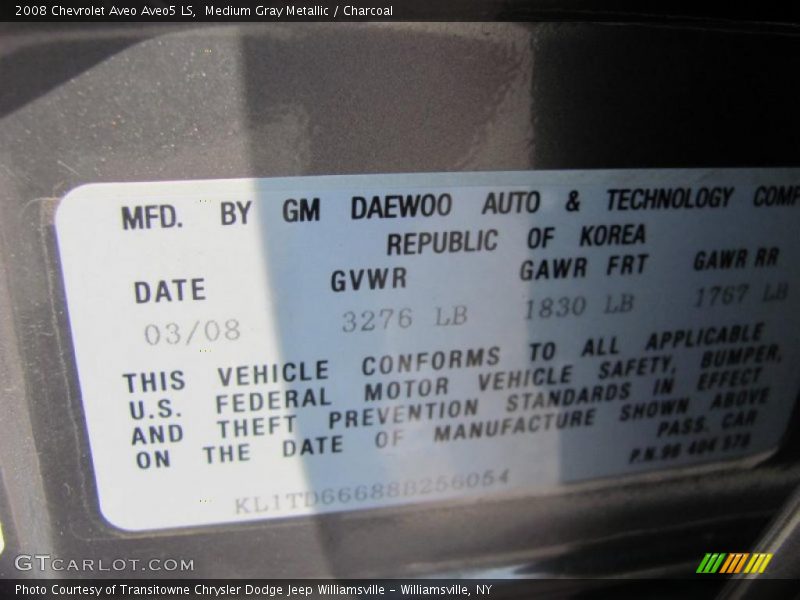 2008 Chevrolet Aveo Aveo5 LS, Medium Gray Metallic / Charcoal
MFD. BY GM DAEWOO AUTO & TECHNOLOGY COMP
REPUBLIC OF KOREA
DATE GVWR GAWR FRT GAWR RR
03/08 3276 LB 1830 LB 1767 LB
THIS VEHICLE CONFORMS TO ALL APPLICABLE
U.S. FEDERAL MOTOR VEHICLE SAFETY, BUMPER,
AND THEFT PREVENTION STANDARDS IN EFFECT
ON THE DATE OF MANUFACTURE SHOWN ABOVE
PASS. CAR
P.N. 96 404 578
KL1TD66688B256054
GTCARLOT.COM
Photo Courtesy of Transitowne Chrysler Dodge Jeep Williamsville - Williamsville, NY